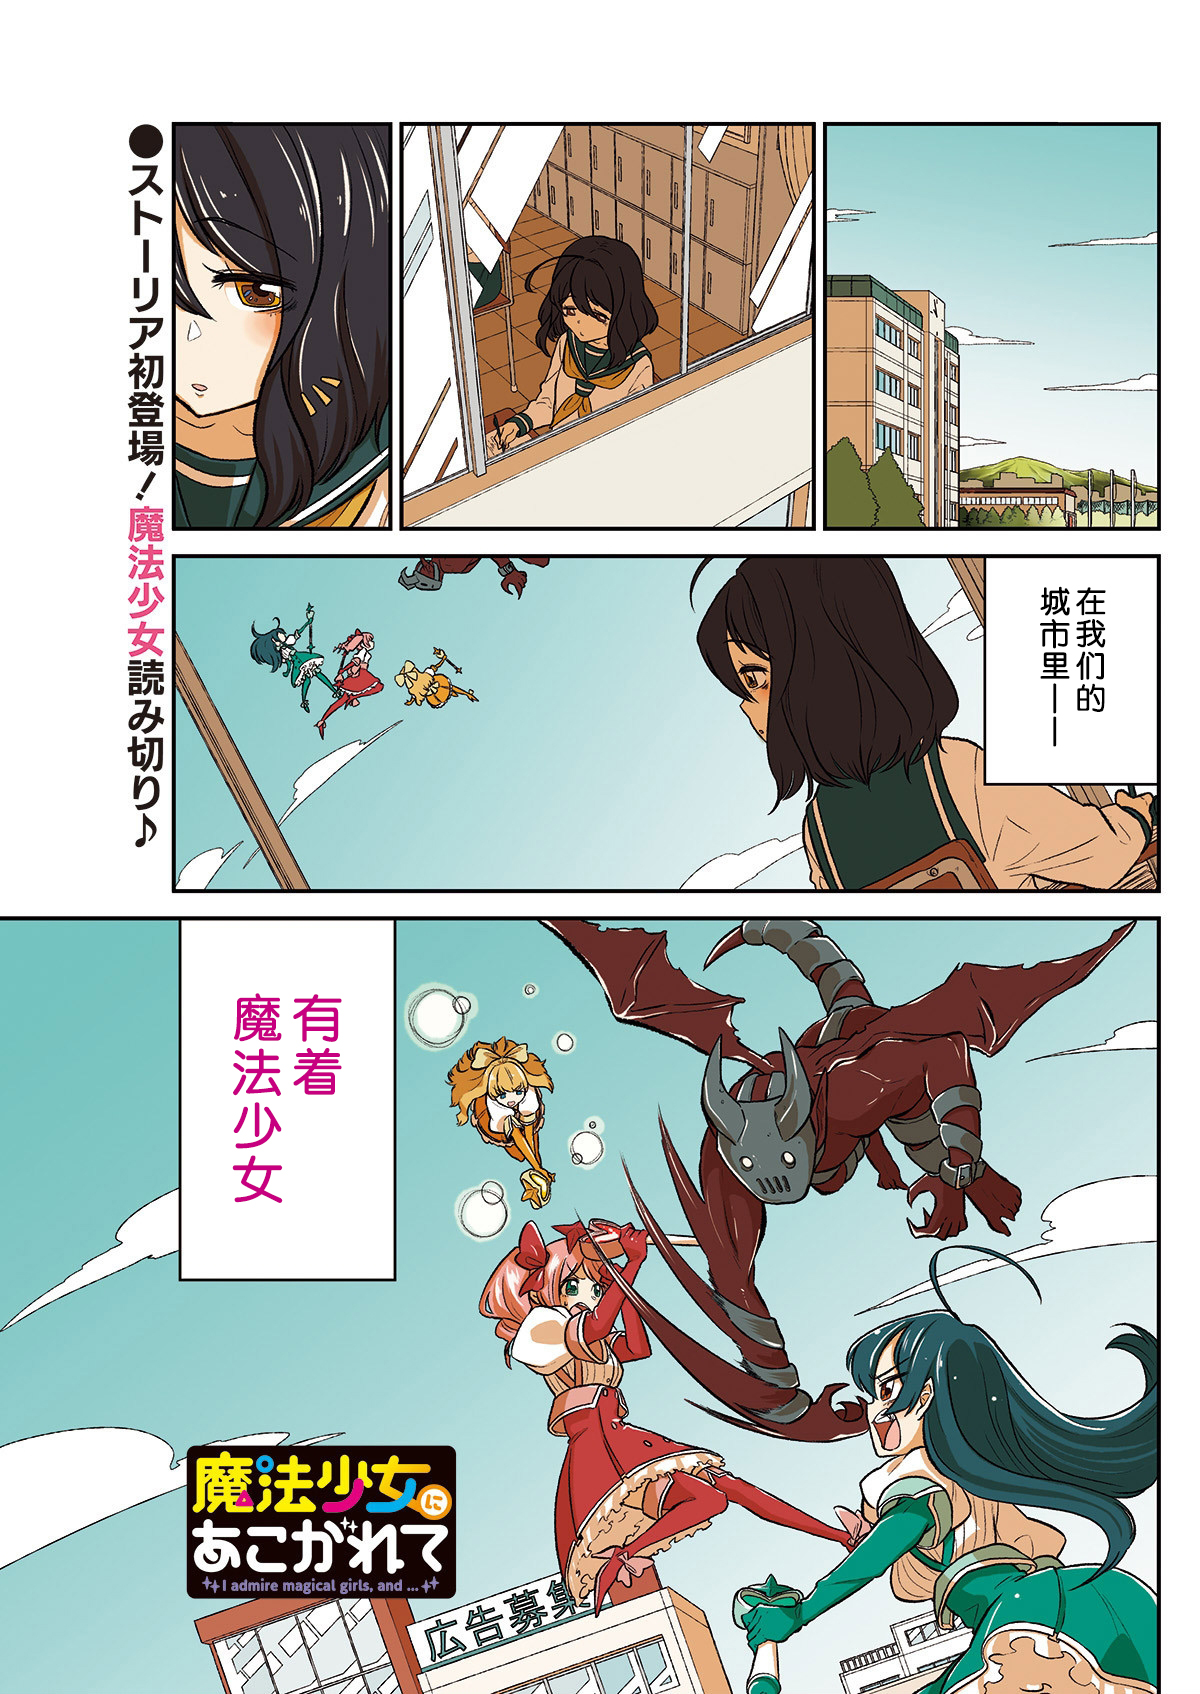 在我们的
城市里——
●ストーリア初登場！魔法少女読み切り♪
有着
魔法少女
魔法少女に
あこがれて
I admire magical girls, and ...
広告募集